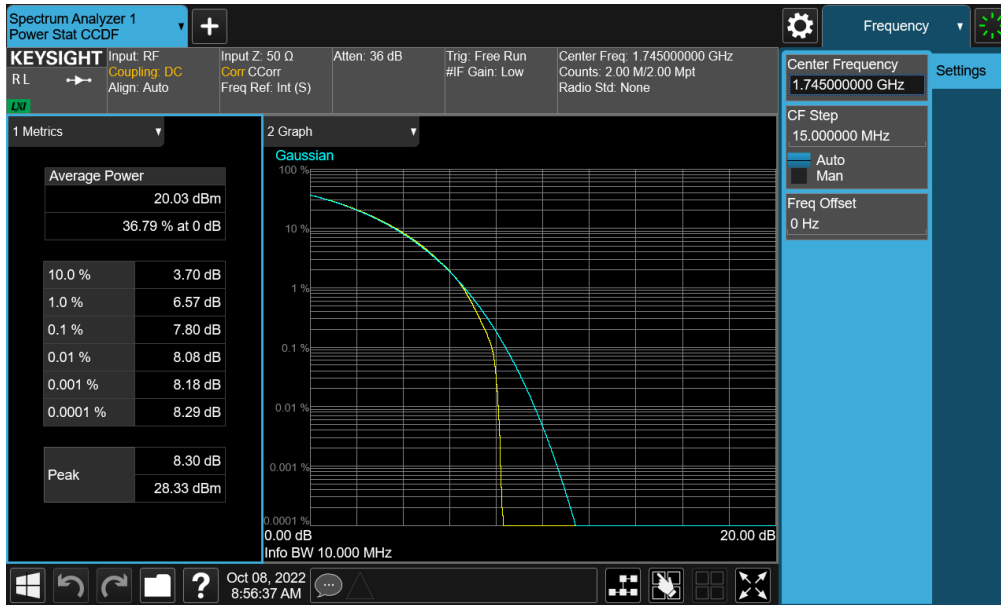 Spectrum Analyzer 1
Power Stat CCDF
Frequency
KEYSIGHT
R L
LXI
Input: RF
Coupling: DC
Align: Auto
Input Z: 50 Ω
Corr CCorr
Freq Ref: Int (S)
Atten: 36 dB
Trig: Free Run
#IF Gain: Low
Center Freq: 1.745000000 GHz
Counts: 2.00 M/2.00 Mpt
Radio Std: None
Center Frequency
1.745000000 GHz
Settings
CF Step
15.000000 MHz
Auto
Man
Freq Offset
0 Hz
1 Metrics
Average Power
20.03 dBm
36.79 % at 0 dB
10.0 % 3.70 dB
1.0 % 6.57 dB
0.1 % 7.80 dB
0.01 % 8.08 dB
0.001 % 8.18 dB
0.0001 % 8.29 dB
Peak
8.30 dB
28.33 dBm
2 Graph
Gaussian
100 %
10 %
1 %
0.1 %
0.01 %
0.001 %
0.0001 %
0.00 dB
20.00 dB
Info BW 10.000 MHz
?
Oct 08, 2022
8:56:37 AM